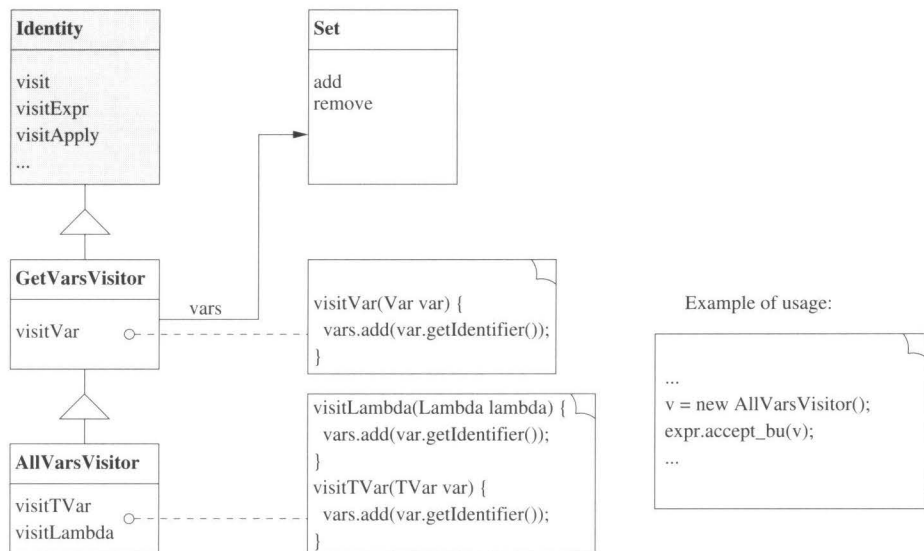 Identity
visit
visitExpr
visitApply
...
Set
add
remove
GetVarsVisitor
visitVar
vars
visitVar(Var var) {
vars.add(var.getIdentifier());
}
AllVarsVisitor
visitTVar
visitLambda
visitLambda(Lambda lambda) {
vars.add(var.getIdentifier());
}
visitTVar(TVar var) {
vars.add(var.getIdentifier());
}
Example of usage:
...
v = new AllVarsVisitor();
expr.accept_bu(v);
...